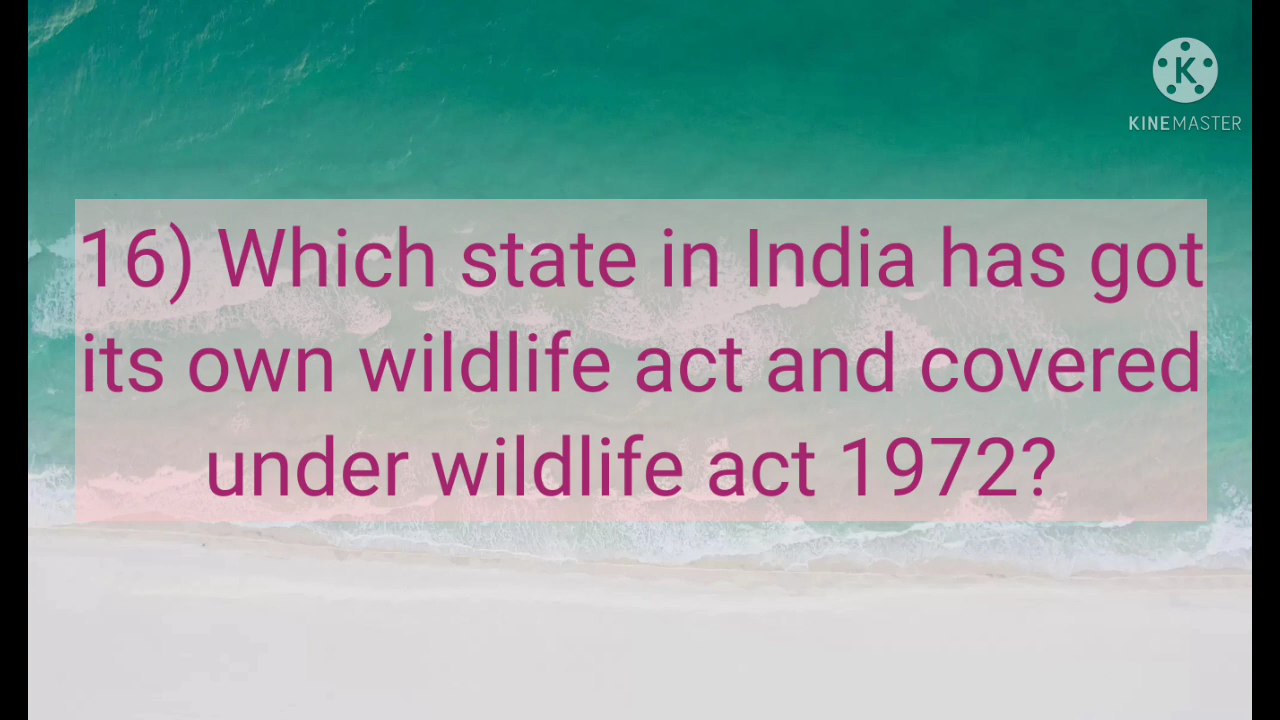 K
KINEMASTER
16) Which state in India has got
its own wildlife act and covered
under wildlife act 1972?